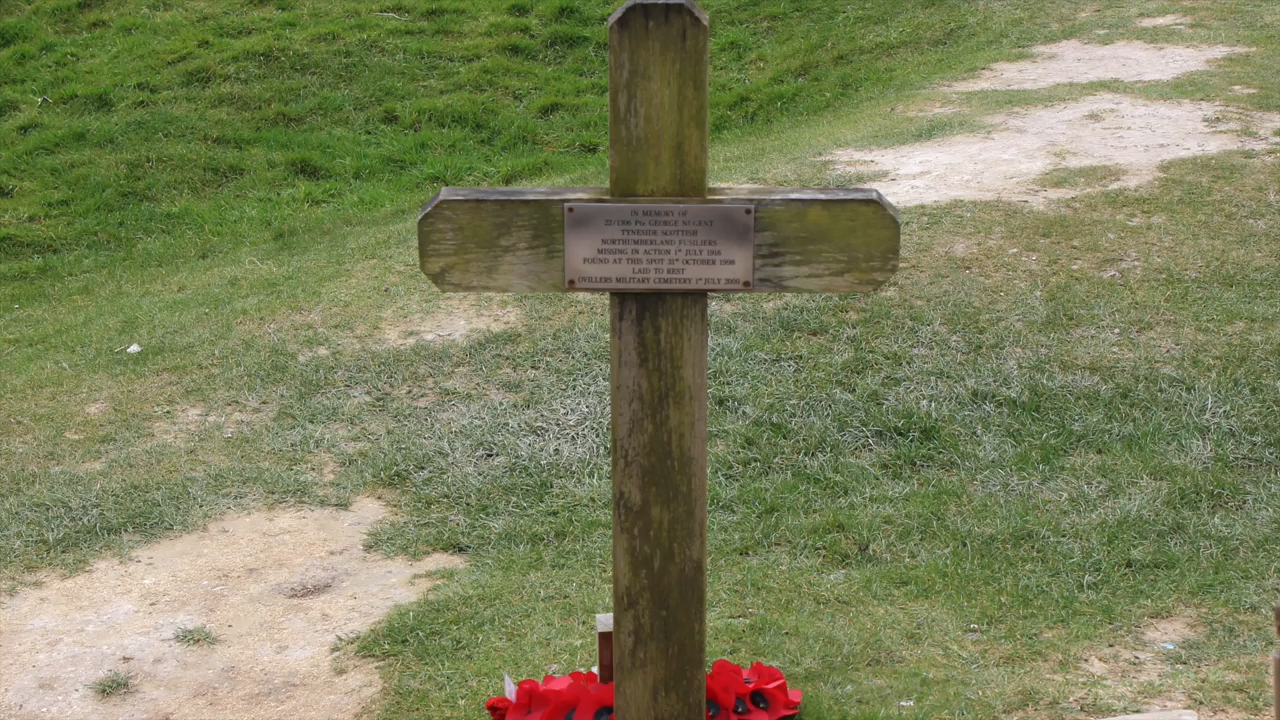 IN MEMORY OF
22/1306 Pte GEORGE NUGENT
TYNESIDE SCOTTISH
NORTHUMBERLAND FUSILIERS
MISSING IN ACTION 1ST JULY 1916
FOUND AT THIS SPOT 31ST OCTOBER 1998
LAID TO REST
OVILLERS MILITARY CEMETERY 1ST JULY 2000